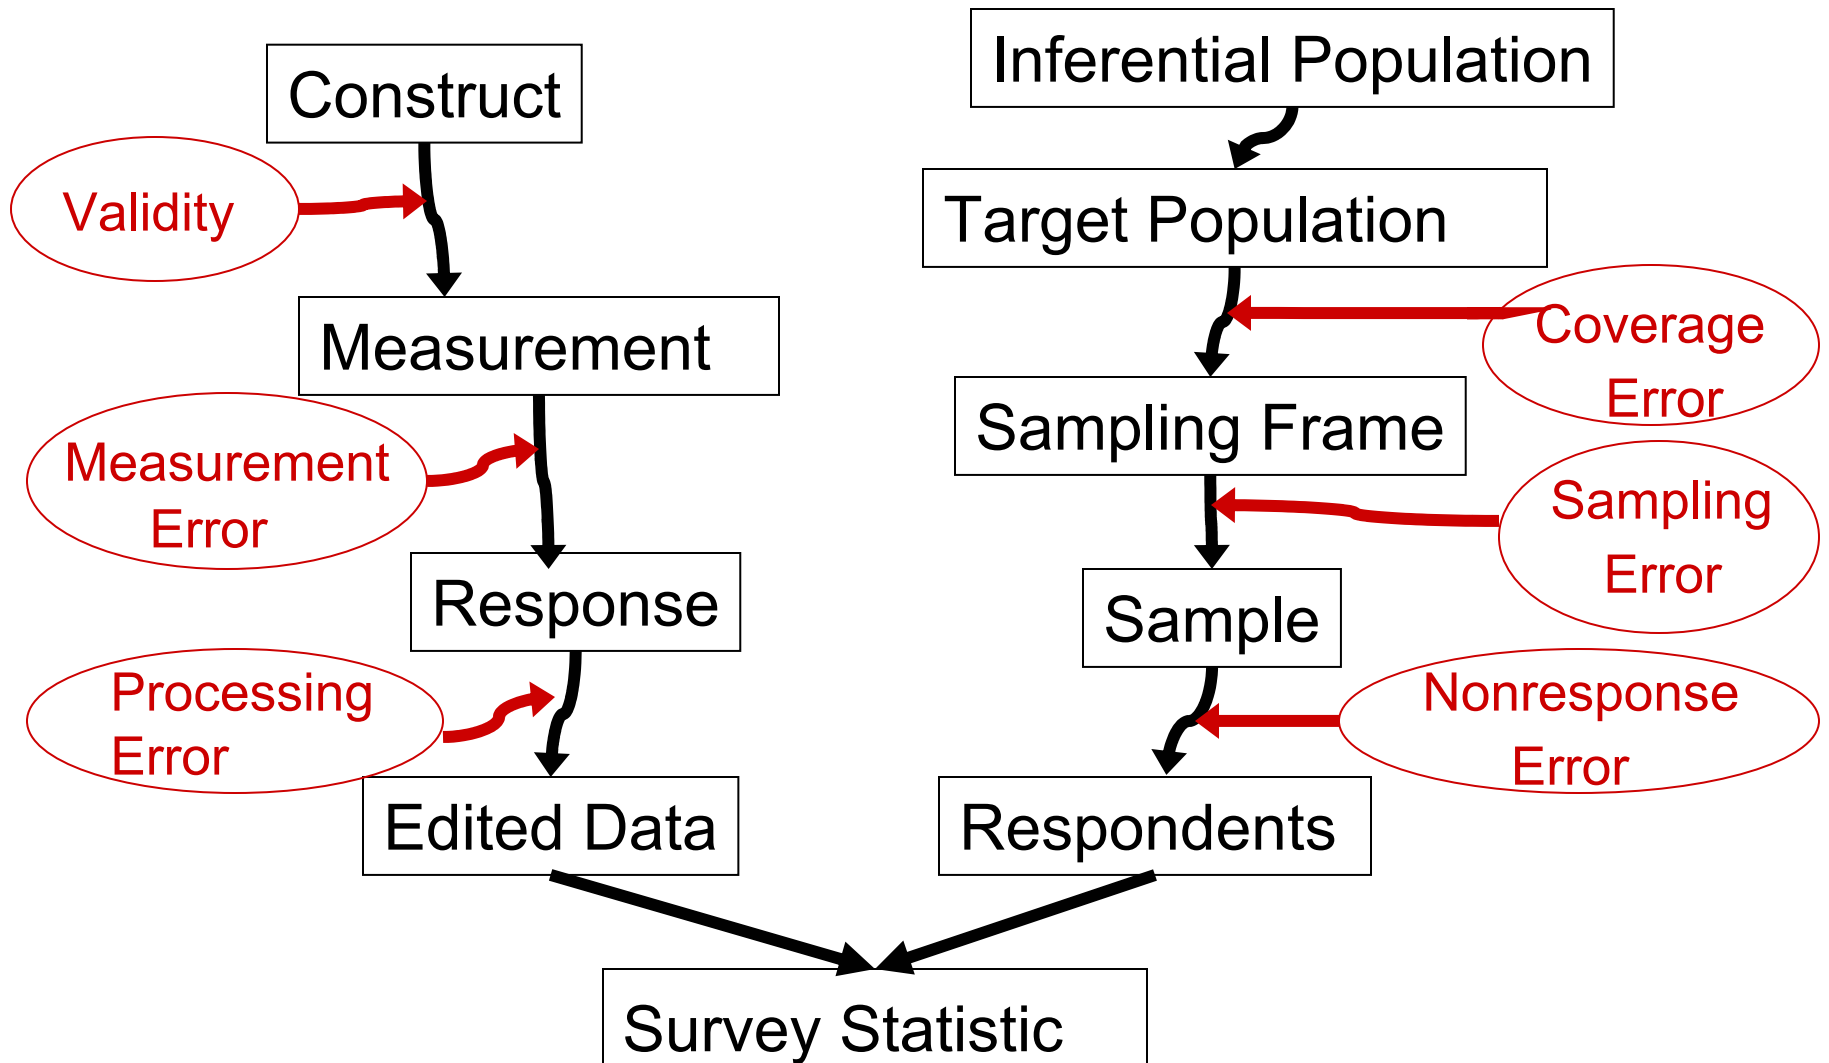 Inferential Population
Construct
Validity
Target Population
Measurement
Coverage
Error
Sampling Frame
Measurement
Error
Sampling
Error
Response
Sample
Processing
Error
Nonresponse
Error
Edited Data
Respondents
Survey Statistic